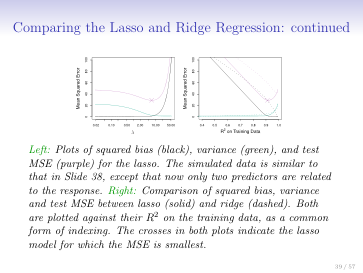 Comparing the Lasso and Ridge Regression: continued
Mean Squared Error
Mean Squared Error
λ
R² on Training Data
Left: Plots of squared bias (black), variance (green), and test
MSE (purple) for the lasso. The simulated data is similar to
that in Slide 38, except that now only two predictors are related
to the response. Right: Comparison of squared bias, variance
and test MSE between lasso (solid) and ridge (dashed). Both
are plotted against their R² on the training data, as a common
form of indexing. The crosses in both plots indicate the lasso
model for which the MSE is smallest.
39 / 57